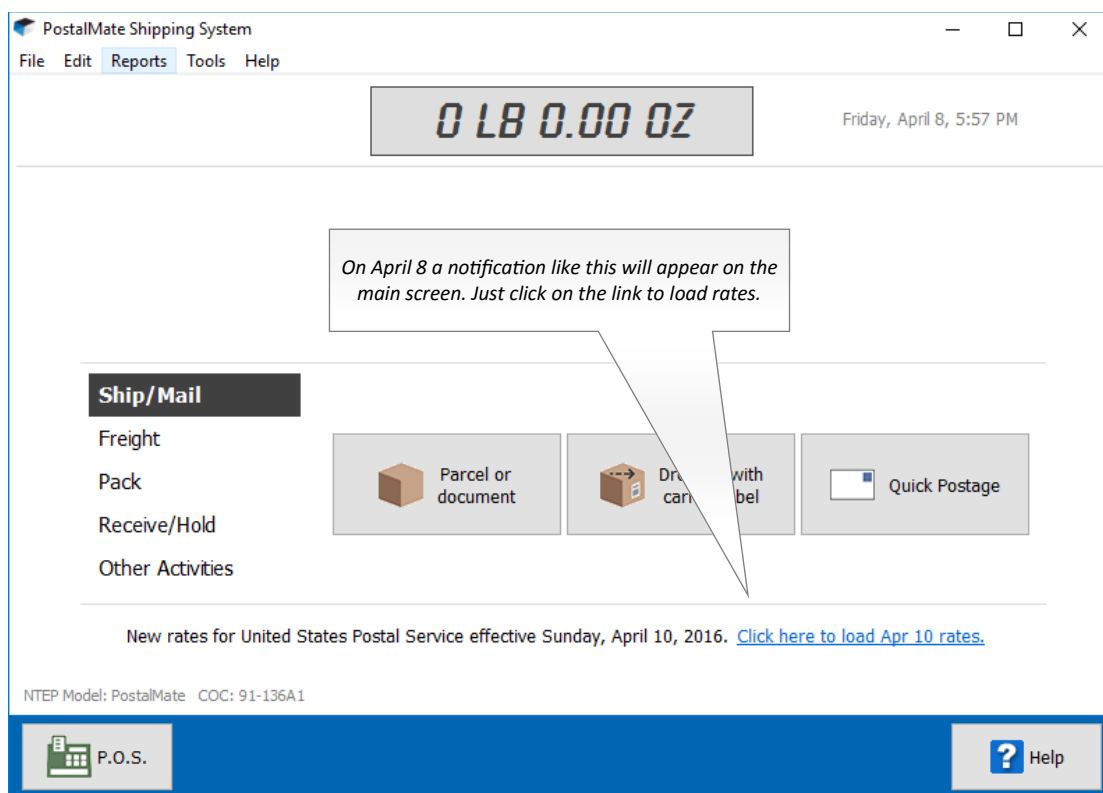 PostalMate Shipping System
File Edit Reports Tools Help
0 LB 0.00 OZ
Friday, April 8, 5:57 PM
On April 8 a notification like this will appear on the
main screen. Just click on the link to load rates.
Ship/Mail
Freight
Pack
Receive/Hold
Other Activities
Parcel or
document
with
Quick Postage
New rates for United States Postal Service effective Sunday, April 10, 2016. Click here to load Apr 10 rates.
NTEP Model: PostalMate COC: 91-136A1
P.O.S.
? Help